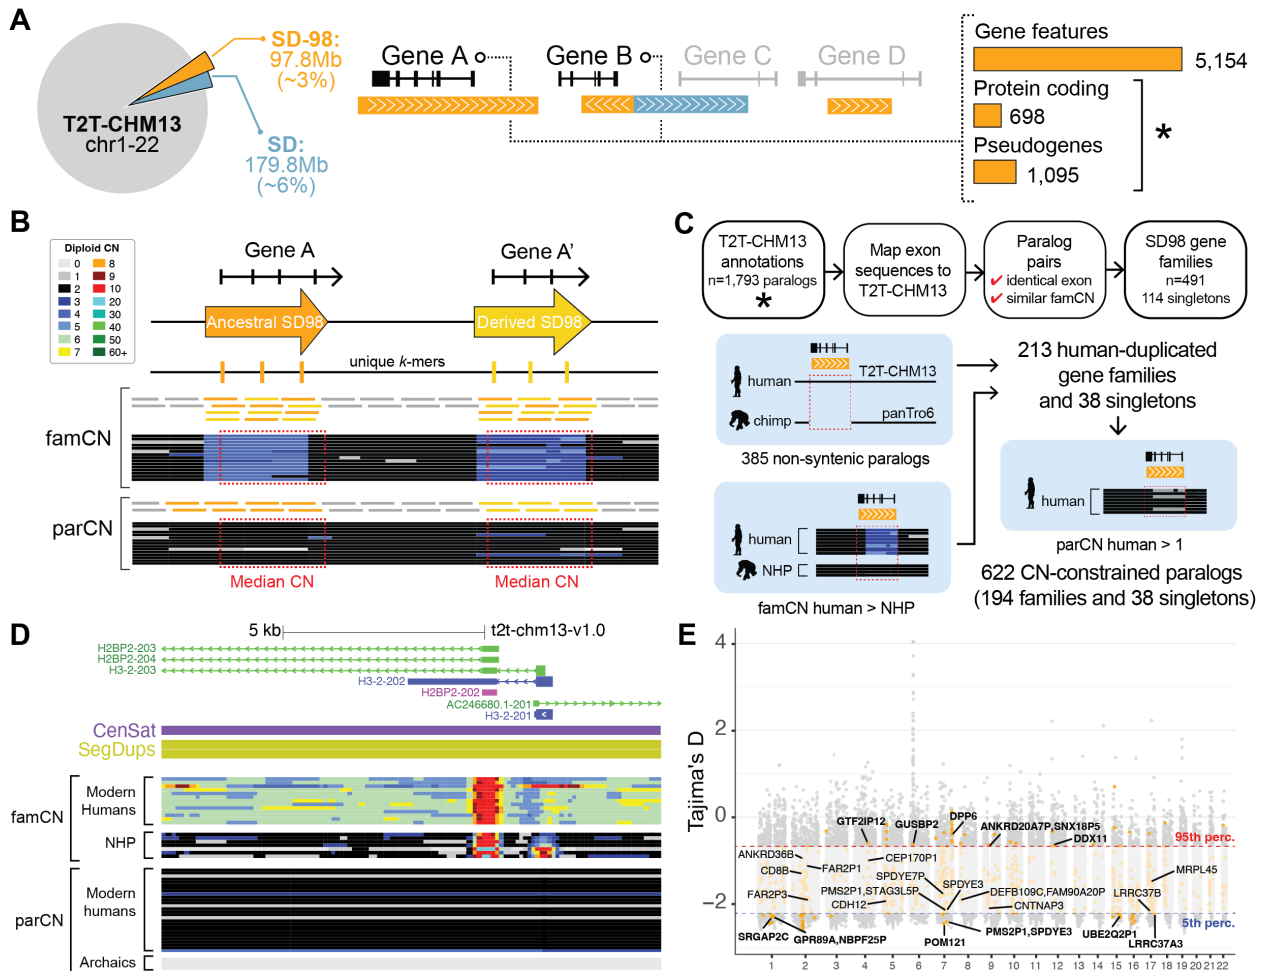 A
SD-98:
97.8Mb
(~3%)
T2T-CHM13
chr1-22
SD:
179.8Mb
(~6%)
Gene A
Gene B
Gene C
Gene D
Gene features
5,154
Protein coding
698
Pseudogenes
1,095
*
B
Diploid CN
0
1
2
3
4
5
6
7
8
9
10
20
30
40
50
60+
Gene A
Gene A’
Ancestral SD98
Derived SD98
unique k-mers
famCN
parCN
Median CN
Median CN
C
T2T-CHM13
annotations
n=1,793 paralogs
*
Map exon
sequences to
T2T-CHM13
Paralog
pairs
✓ identical exon
✓ similar famCN
SD98 gene
families
n=491
114 singletons
human
T2T-CHM13
chimp
panTro6
385 non-syntenic paralogs
human
NHP
famCN human > NHP
213 human-duplicated
gene families
and 38 singletons
human
parCN human > 1
622 CN-constrained paralogs
(194 families and 38 singletons)
D
5 kb
t2t-chm13-v1.0
H2BP2-203
H2BP2-204
H3-2-203
H3-2-202
H2BP2-202
AC246680.1-201
H3-2-201
CenSat
SegDups
famCN
Modern
Humans
NHP
parCN
Modern
humans
Archaics
E
Tajima's D
4
2
0
−2
GTF2IP12
GUSBP2
DPP6
ANKRD20A7P,SNX18P5
DDX11
95th perc.
ANKRD36B
CD8B
FAR2P1
CEP170P1
MRPL45
SPDYE7P
SPDYE3
FAR2P3
PMS2P1,STAG3L5P
DEFB109C,FAM90A20P
LRRC37B
CDH12
CNTNAP3
5th perc.
SRGAP2C
GPR89A,NBPF25P
POM121
PMS2P1,SPDYE3
UBE2Q2P1
LRRC37A3
1 2 3 4 5 6 7 8 9 10 11 12 13 14 15 16 17 18 19 20 21 22